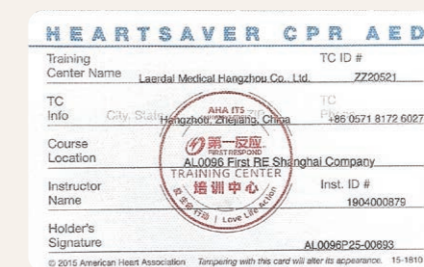 HEARTSAVER CPR AED
Training
Center Name Laerdal Medical Hangzhou Co., Ltd. TC ID # ZZ20521
TC
Info City, State Hangzhou, Zhejiang, China TC Phone +86 0571 8172 6027
AHA ITS
第一反应
FIRST RESPOND
Course
Location AL0096 First RE Shanghai Company
TRAINING CENTER
培训中心
Love Life Action
Instructor
Name Inst. ID # 1904000879
Holder's
Signature AL0096P25-00693
© 2015 American Heart Association Tampering with this card will alter its appearance. 15-1810